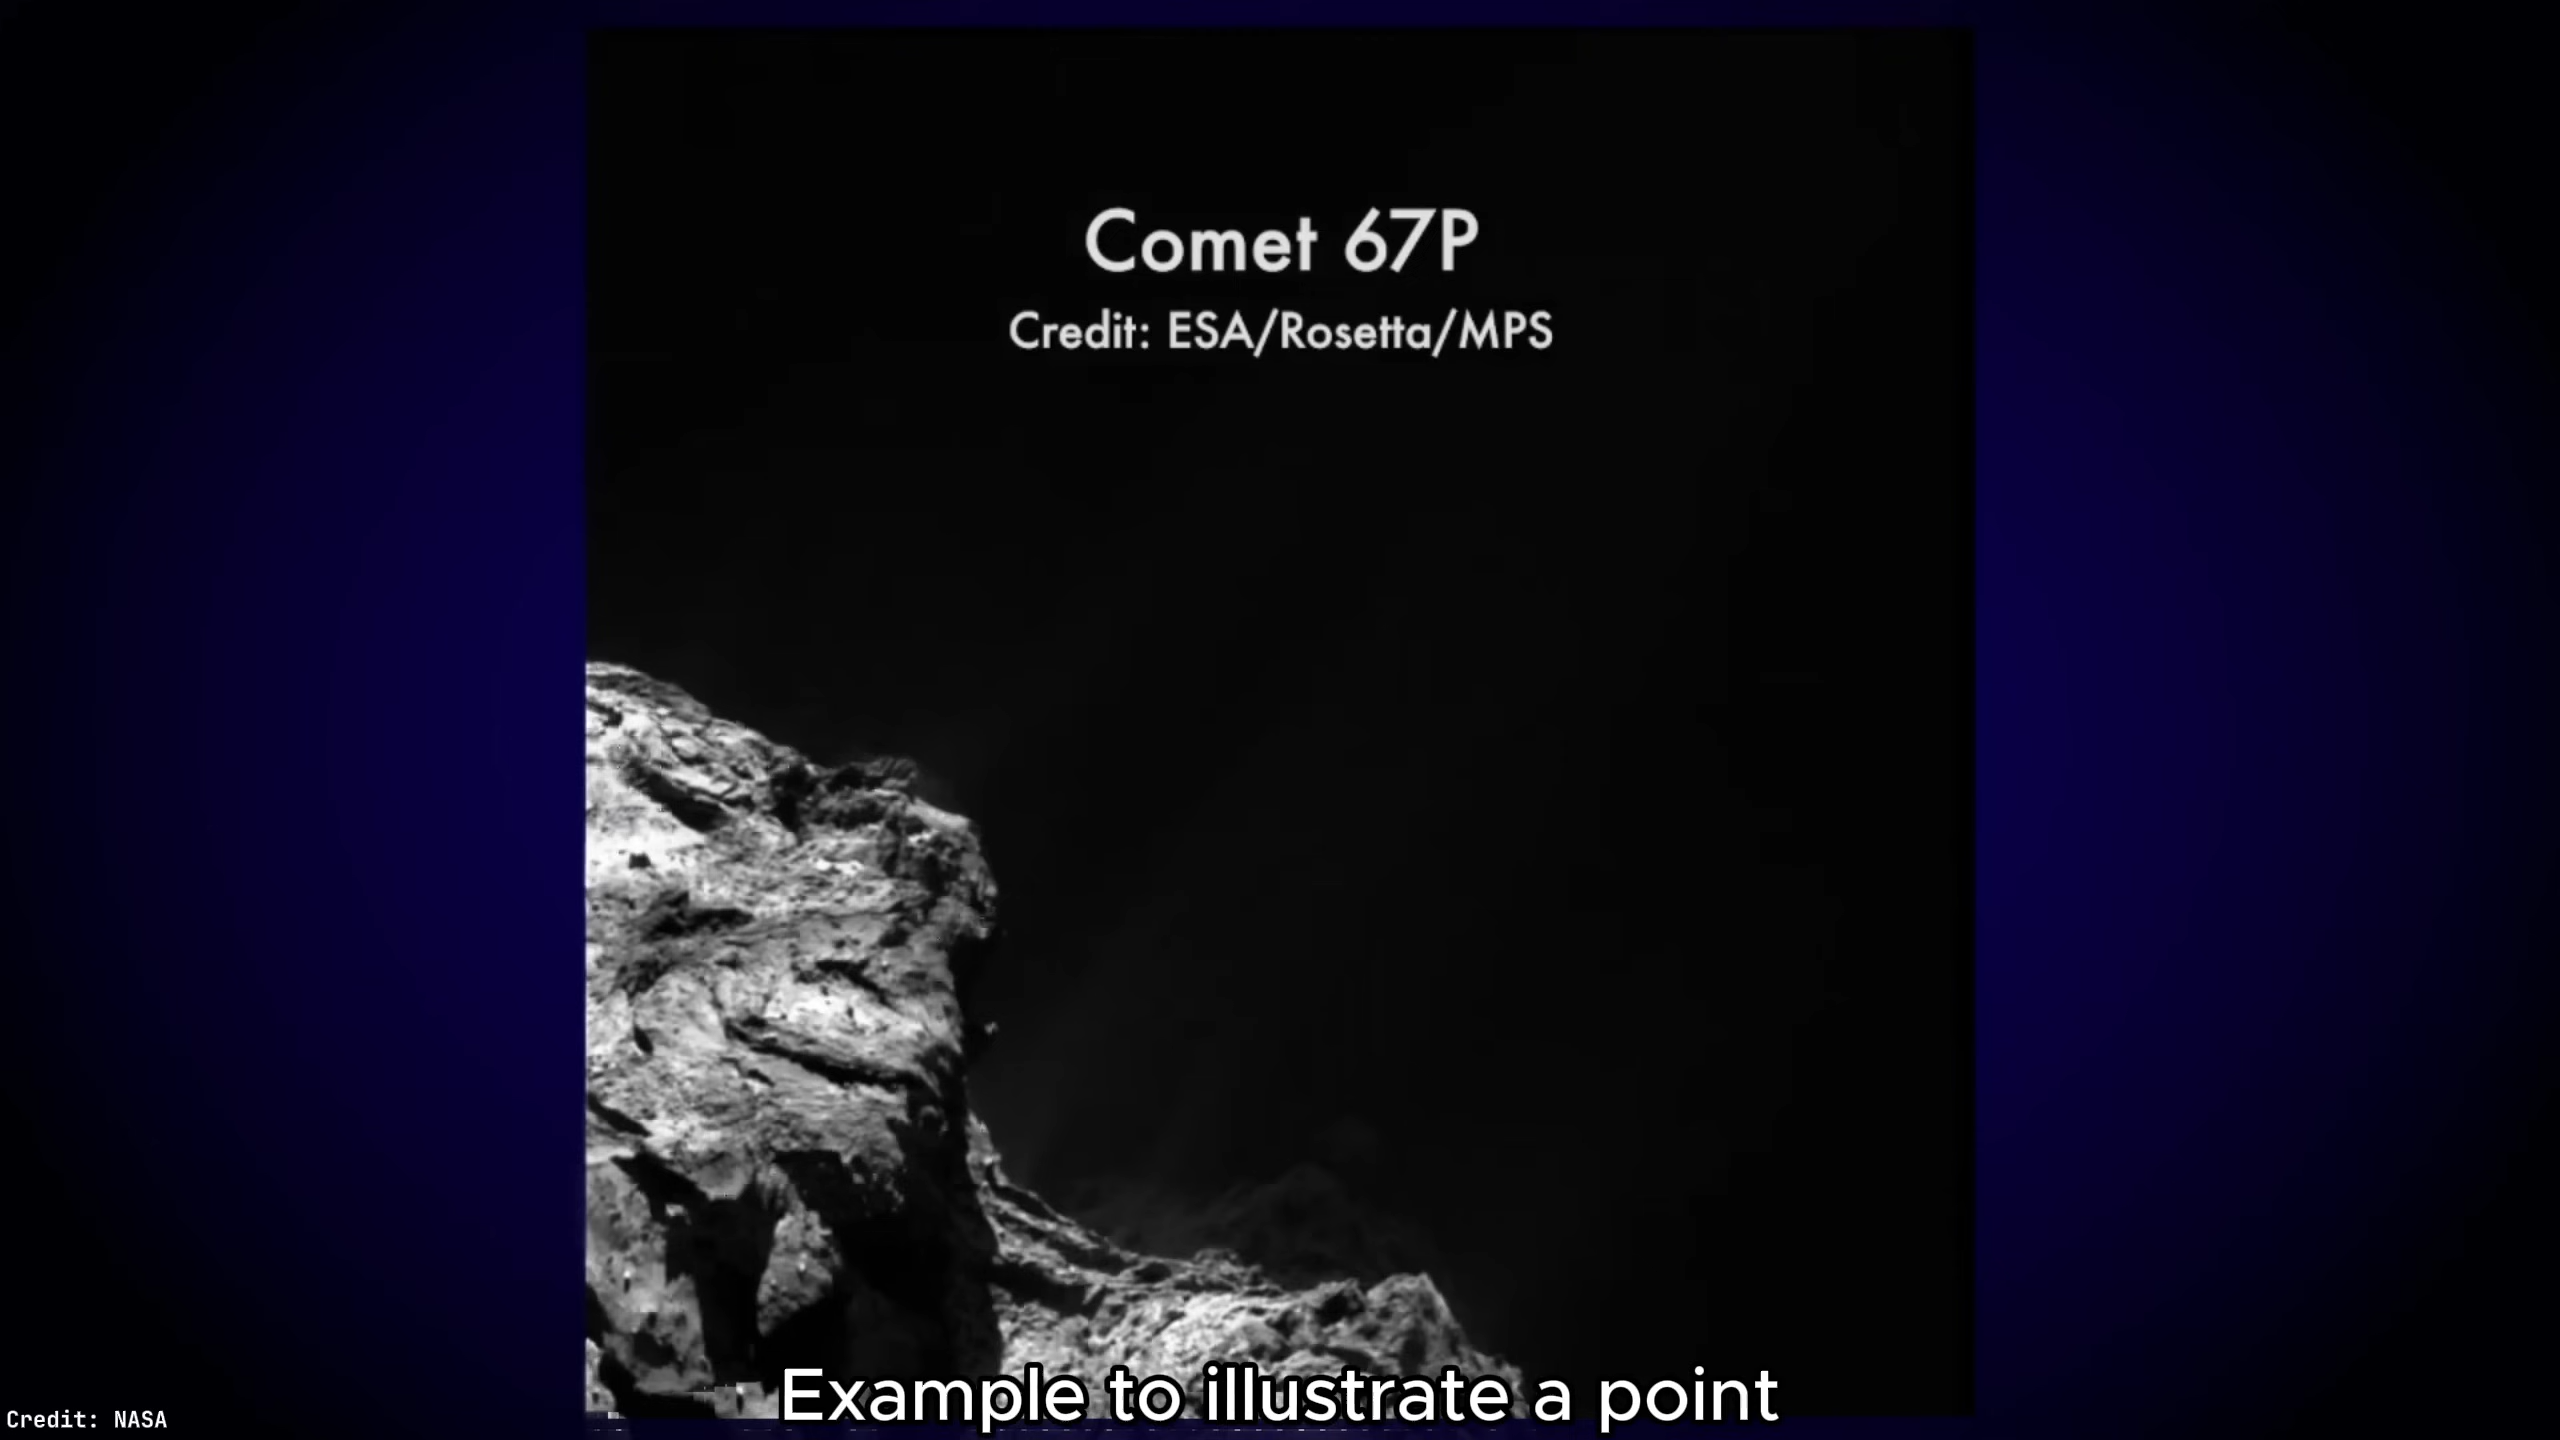 Comet 67P
Credit: ESA/Rosetta/MPS
Example to illustrate a point
Credit: NASA